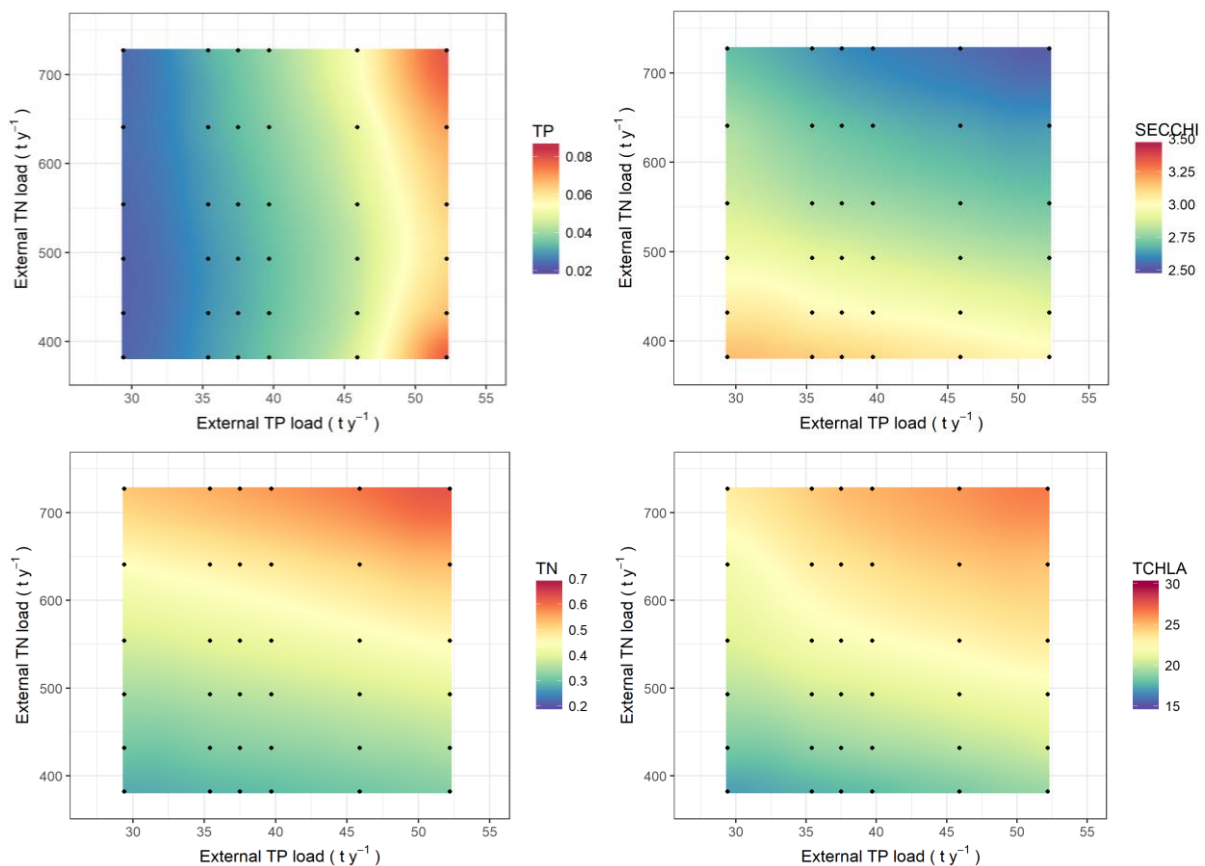 700
600
500
400
External TN load ( t y⁻¹ )
30 35 40 45 50 55
External TP load ( t y⁻¹ )
TP
0.08
0.06
0.04
0.02
700
600
500
400
External TN load ( t y⁻¹ )
30 35 40 45 50 55
External TP load ( t y⁻¹ )
SECCHI
3.50
3.25
3.00
2.75
2.50
700
600
500
400
External TN load ( t y⁻¹ )
30 35 40 45 50 55
External TP load ( t y⁻¹ )
TN
0.7
0.6
0.5
0.4
0.3
0.2
700
600
500
400
External TN load ( t y⁻¹ )
30 35 40 45 50 55
External TP load ( t y⁻¹ )
TCHLA
30
25
20
15